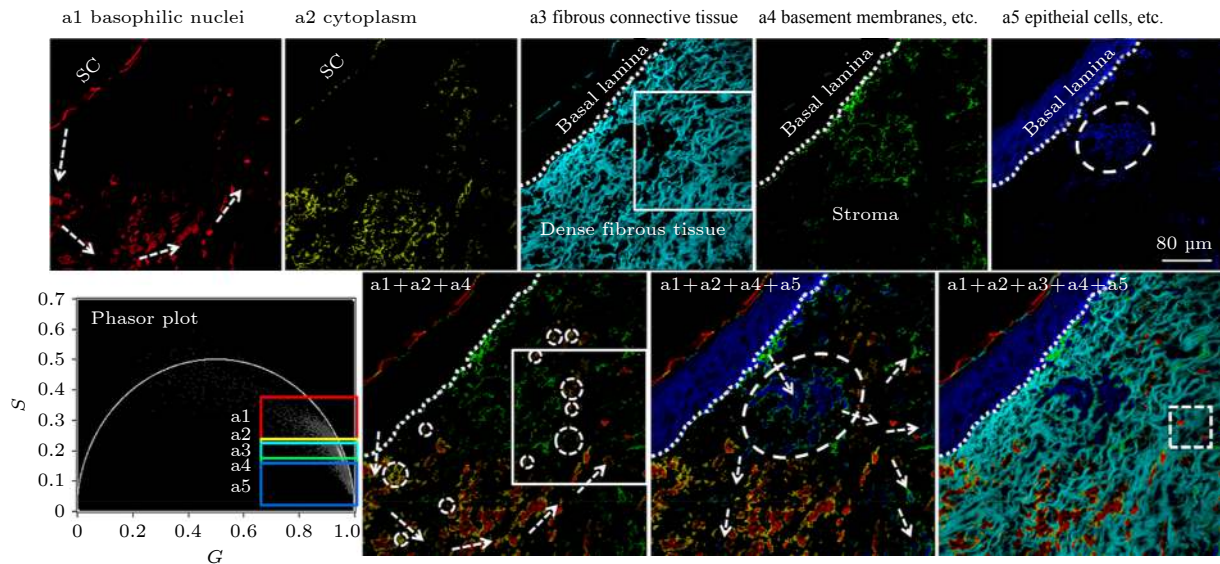 a1 basophilic nuclei
a2 cytoplasm
a3 fibrous connective tissue
a4 basement membranes, etc.
a5 epitheial cells, etc.
SC
SC
Basal lamina
Dense fibrous tissue
Basal lamina
Stroma
Basal lamina
80 μm
Phasor plot
0.7
0.6
0.5
0.4
0.3
0.2
0.1
0
S
a1
a2
a3
a4
a5
0 0.2 0.4 0.6 0.8 1.0
G
a1+a2+a4
a1+a2+a4+a5
a1+a2+a3+a4+a5